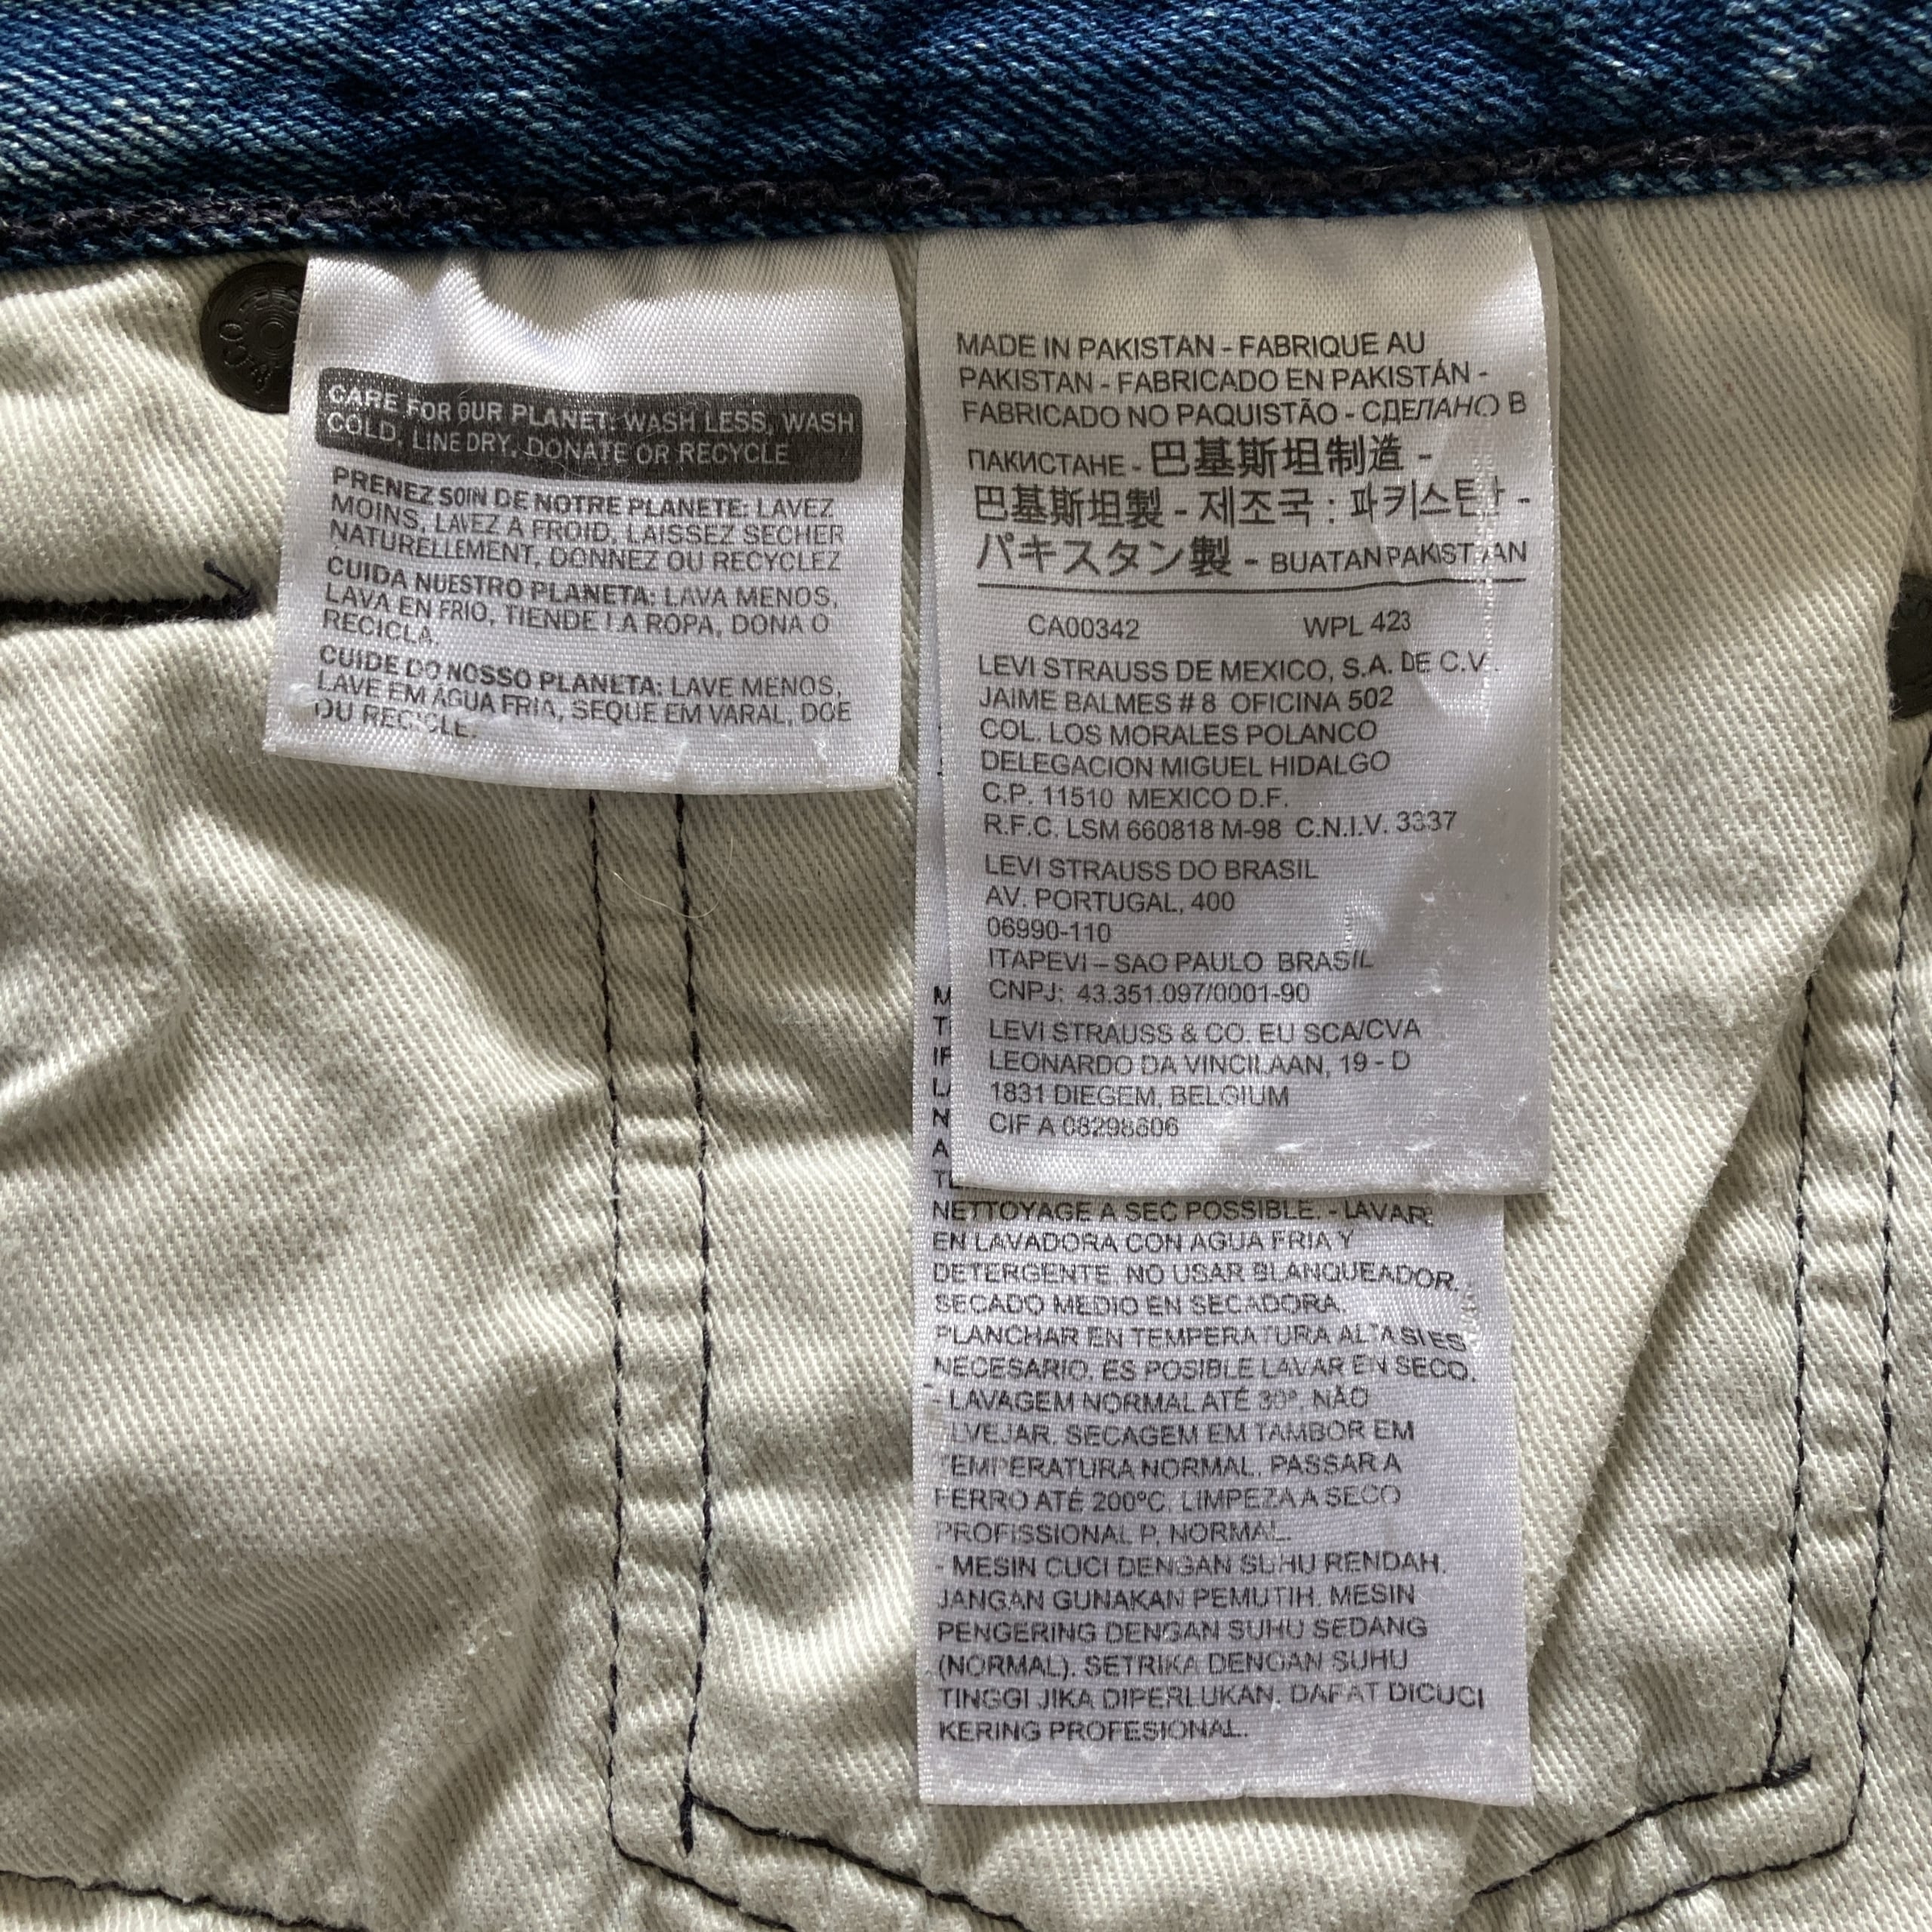 & CO
CARE FOR OUR PLANET: WASH LESS, WASH
COLD, LINE DRY, DONATE OR RECYCLE
PRENEZ SOIN DE NOTRE PLANETE: LAVEZ
MOINS, LAVEZ A FROID, LAISSEZ SECHER
NATURELLEMENT, DONNEZ OU RECYCLEZ
CUIDA NUESTRO PLANETA: LAVA MENOS,
LAVA EN FRIO, TIENDE LA ROPA, DONA O
RECICLA.
CUIDE DO NOSSO PLANETA: LAVE MENOS,
LAVE EM AGUA FRIA, SEQUE EM VARAL, DOE
OU RECICLE.
MADE IN PAKISTAN - FABRIQUE AU
PAKISTAN - FABRICADO EN PAKISTÁN -
FABRICADO NO PAQUISTÃO - СДЕЛАНО В
ПАКИСТАНЕ - 巴基斯坦制造 -
巴基斯坦製 - 제조국 : 파키스탄 -
パキスタン製 - BUATAN PAKISTAN
CA00342 WPL 423
LEVI STRAUSS DE MEXICO, S.A. DE C.V.
JAIME BALMES # 8 OFICINA 502
COL. LOS MORALES POLANCO
DELEGACION MIGUEL HIDALGO
C.P. 11510 MEXICO D.F.
R.F.C. LSM 660818 M-98 C.N.I.V. 3337
LEVI STRAUSS DO BRASIL
AV. PORTUGAL, 400
06990-110
ITAPEVI – SAO PAULO BRASIL
CNPJ: 43.351.097/0001-90
LEVI STRAUSS & CO. EU SCA/CVA
LEONARDO DA VINCILAAN, 19 - D
1831 DIEGEM, BELGIUM
CIF A 08298606
NETTOYAGE A SEC POSSIBLE. - LAVAR
EN LAVADORA CON AGUA FRIA Y
DETERGENTE. NO USAR BLANQUEADOR.
SECADO MEDIO EN SECADORA.
PLANCHAR EN TEMPERATURA ALTA SI ES
NECESARIO. ES POSIBLE LAVAR EN SECO.
- LAVAGEM NORMAL ATÉ 30º. NÃO
ALVEJAR. SECAGEM EM TAMBOR EM
TEMPERATURA NORMAL. PASSAR A
FERRO ATÉ 200ºC. LIMPEZA A SECO
PROFISSIONAL P, NORMAL.
- MESIN CUCI DENGAN SUHU RENDAH.
JANGAN GUNAKAN PEMUTIH. MESIN
PENGERING DENGAN SUHU SEDANG
(NORMAL). SETRIKA DENGAN SUHU
TINGGI JIKA DIPERLUKAN. DAPAT DICUCI
KERING PROFESIONAL.